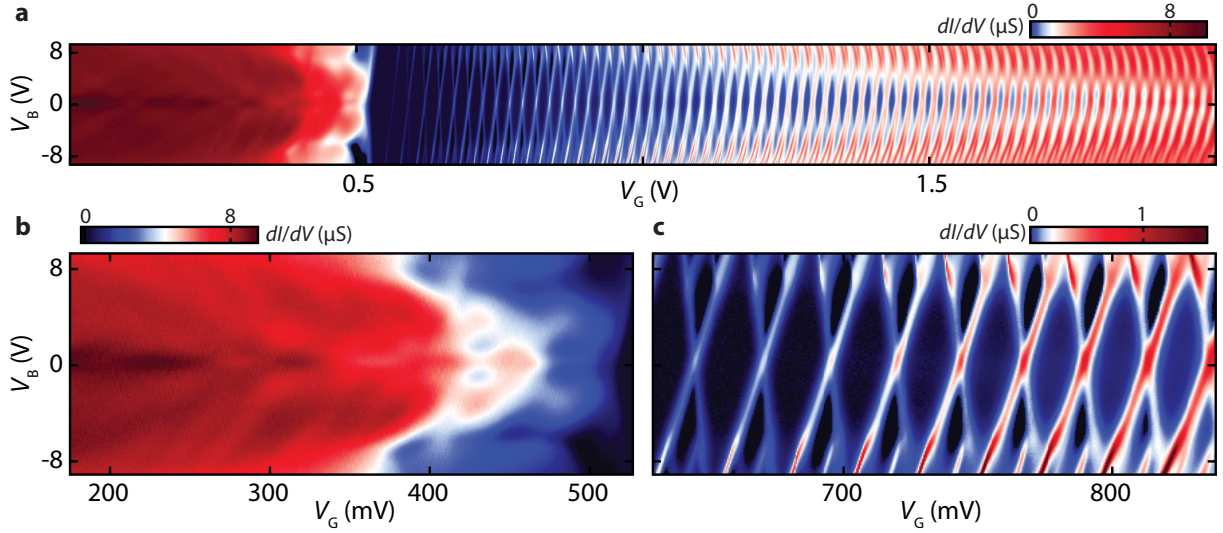 a
0 8 dI/dV (µS)
8
0
-8
V_B (V)
0.5 1.5
V_G (V)
b
0 8 dI/dV (µS)
8
0
-8
V_B (V)
200 300 400 500
V_G (mV)
c
dI/dV (µS) 0 1
700 800
V_G (mV)